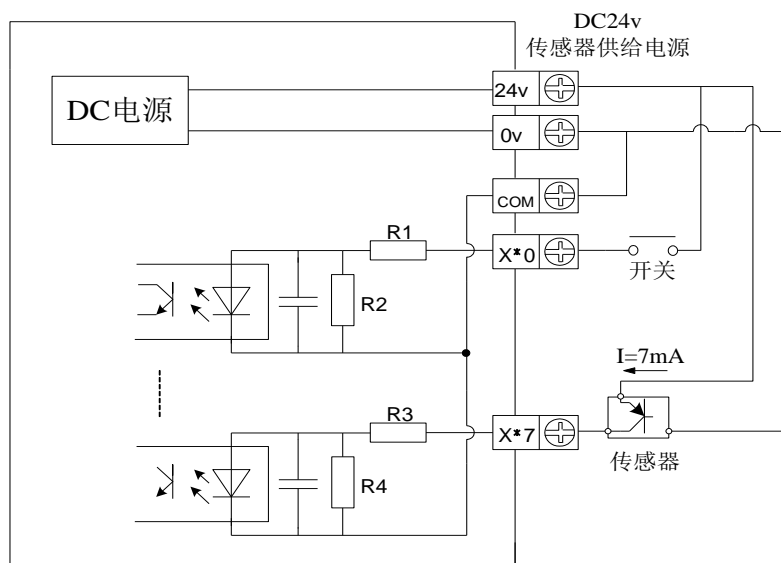 DC24v
传感器供给电源
24v
DC电源
0v
COM
R1
X*0
开关
R2
I=7mA
R3
X*7
传感器
R4